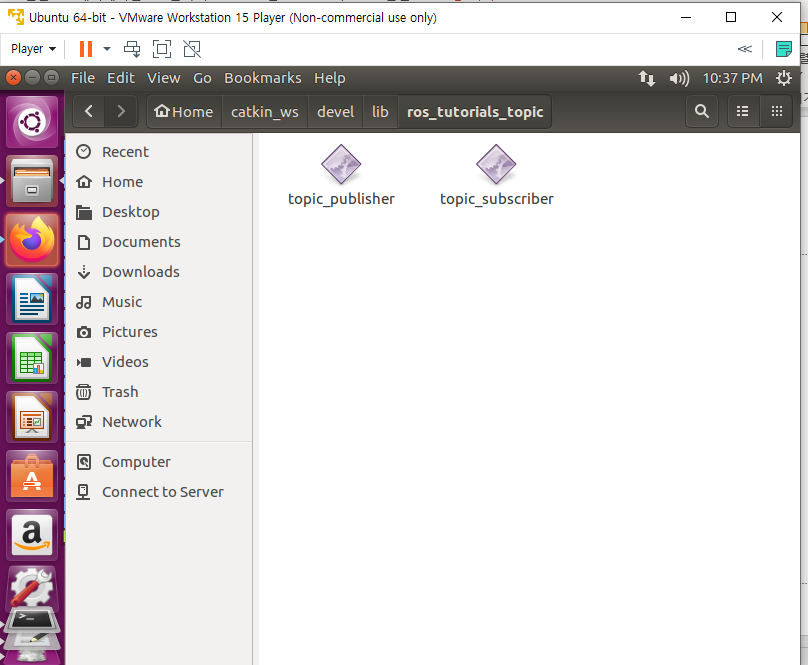 Ubuntu 64-bit - VMware Workstation 15 Player (Non-commercial use only)
Player
File Edit View Go Bookmarks Help 10:37 PM
Home catkin_ws devel lib ros_tutorials_topic
Recent
Home
Desktop
Documents
Downloads
Music
Pictures
Videos
Trash
Network
Computer
Connect to Server
topic_publisher topic_subscriber